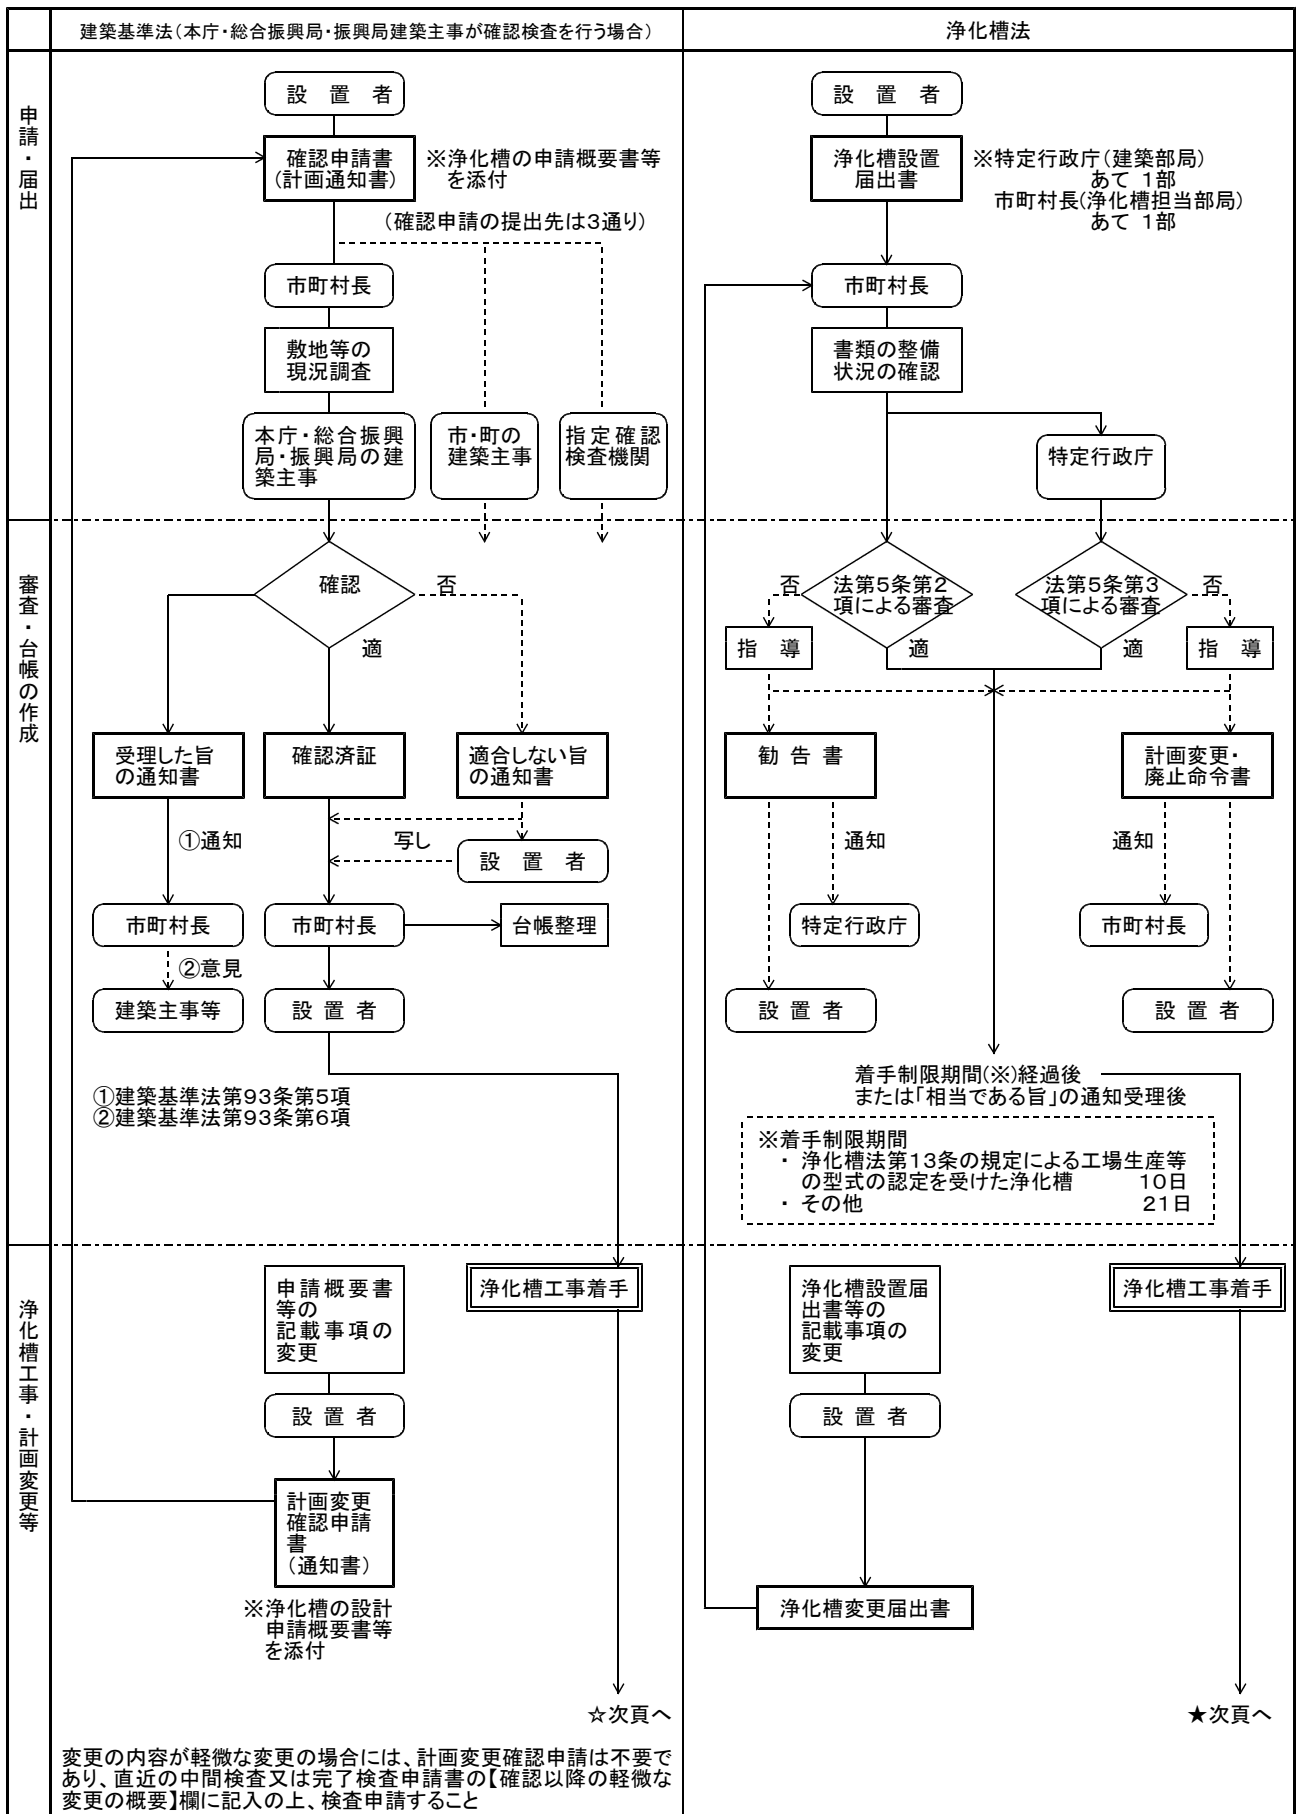 建築基準法（本庁・総合振興局・振興局建築主事が確認検査を行う場合）
浄化槽法
申請・届出
設　置　者
確認申請書
（計画通知書）
※浄化槽の申請概要書等
を添付
（確認申請の提出先は３通り）
市町村長
敷地等の
現況調査
本庁・総合振興
局・振興局の建
築主事
市・町の
建築主事
指定確認
検査機関
設　置　者
浄化槽設置
届出書
※特定行政庁（建築部局）
あて　１部
市町村長（浄化槽担当部局）
あて　１部
市町村長
書類の整備
状況の確認
特定行政庁
審査・台帳の作成
確認
否
適
受理した旨
の通知書
確認済証
適合しない旨
の通知書
①通知
写し
設　置　者
市町村長
市町村長
台帳整理
②意見
建築主事等
設 置 者
①建築基準法第９３条第５項
②建築基準法第９３条第６項
否
法第５条第２
項による審査
法第５条第３
項による審査
否
指　導
適
適
指　導
勧 告 書
計画変更・
廃止命令書
通知
通知
特定行政庁
市町村長
設 置 者
設 置 者
着手制限期間（※）経過後
または「相当である旨」の通知受理後
※着手制限期間
・ 浄化槽法第１３条の規定による工場生産等
の型式の認定を受けた浄化槽　１０日
・ その他　２１日
浄化槽工事・計画変更等
申請概要書
等の
記載事項の
変更
浄化槽工事着手
設 置 者
計画変更
確認申請
書
（通知書）
※浄化槽の設計
申請概要書等
を添付
☆次頁へ
変更の内容が軽微な変更の場合には、計画変更確認申請は不要で
あり、直近の中間検査又は完了検査申請書の【確認以降の軽微な
変更の概要】欄に記入の上、検査申請すること
浄化槽設置届
出書等の
記載事項の
変更
浄化槽工事着手
設 置 者
浄化槽変更届出書
★次頁へ